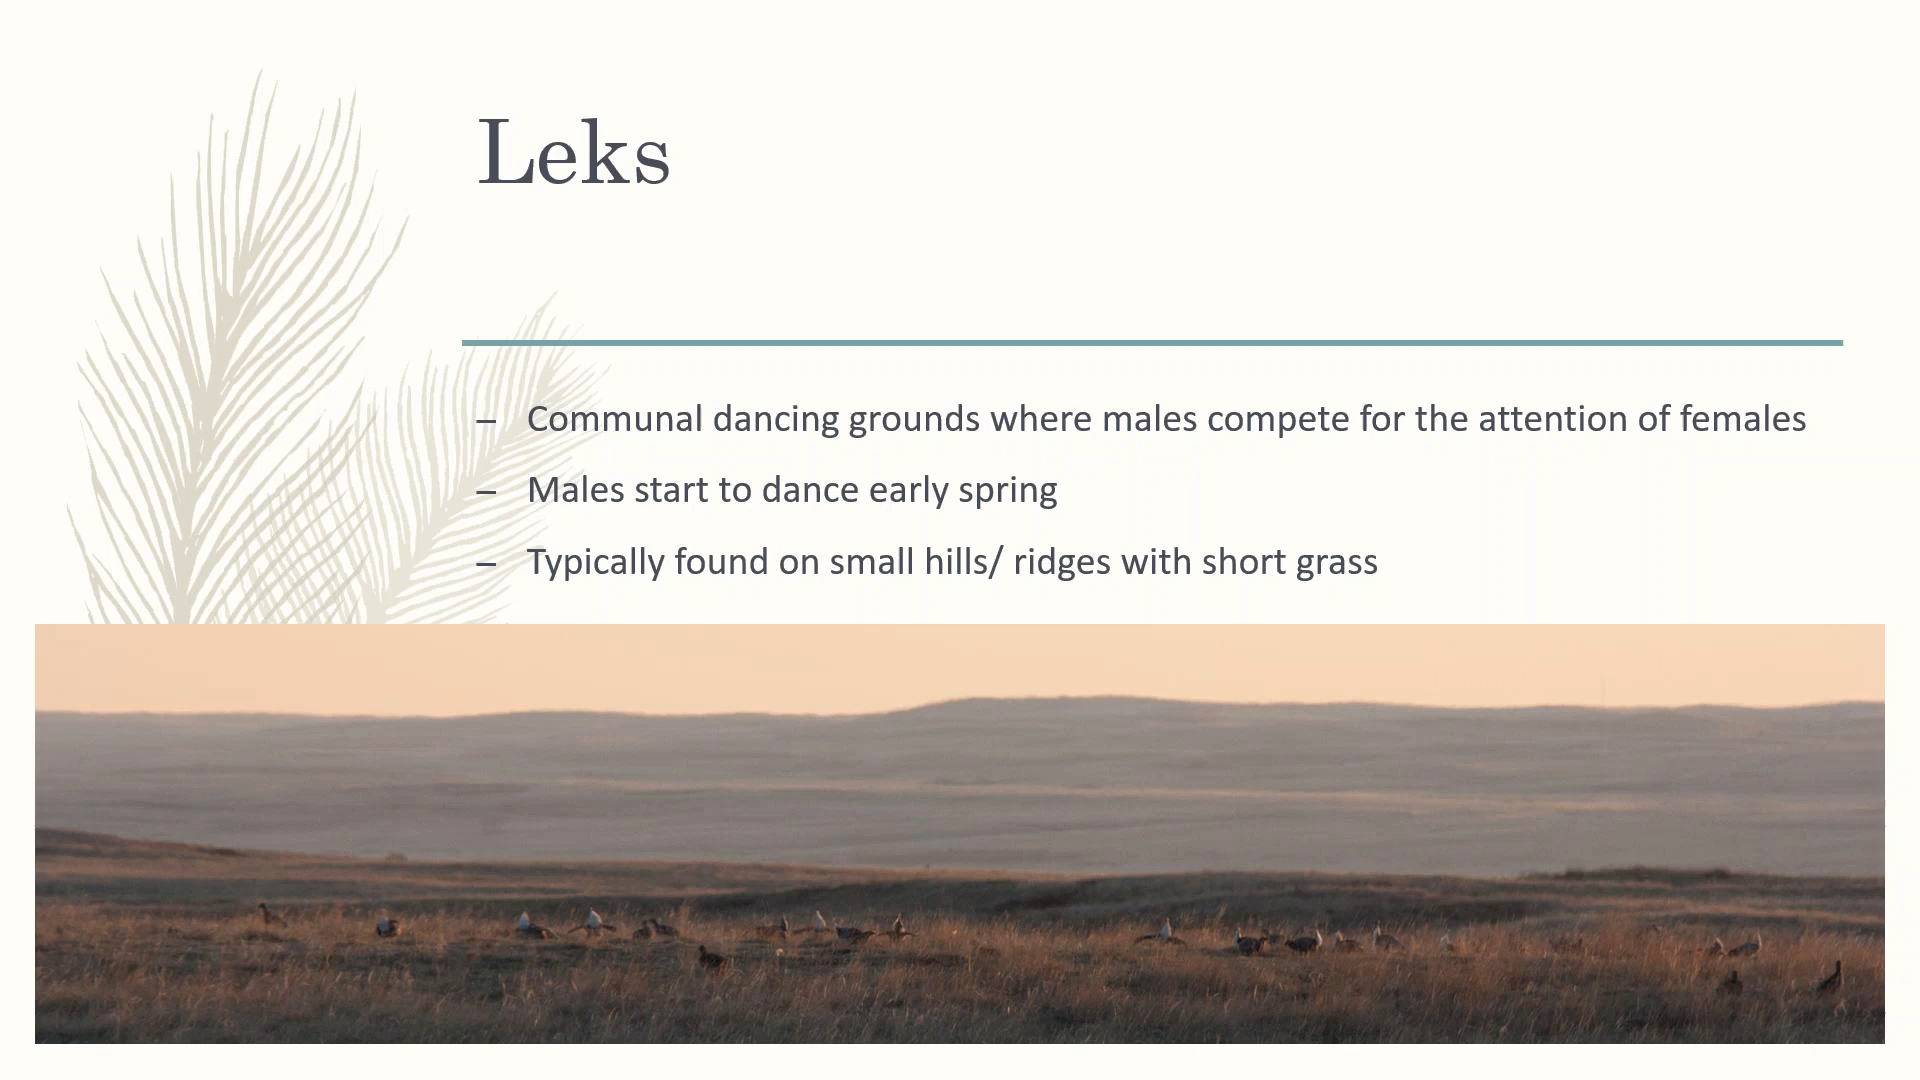 Leks
– Communal dancing grounds where males compete for the attention of females
– Males start to dance early spring
– Typically found on small hills/ ridges with short grass